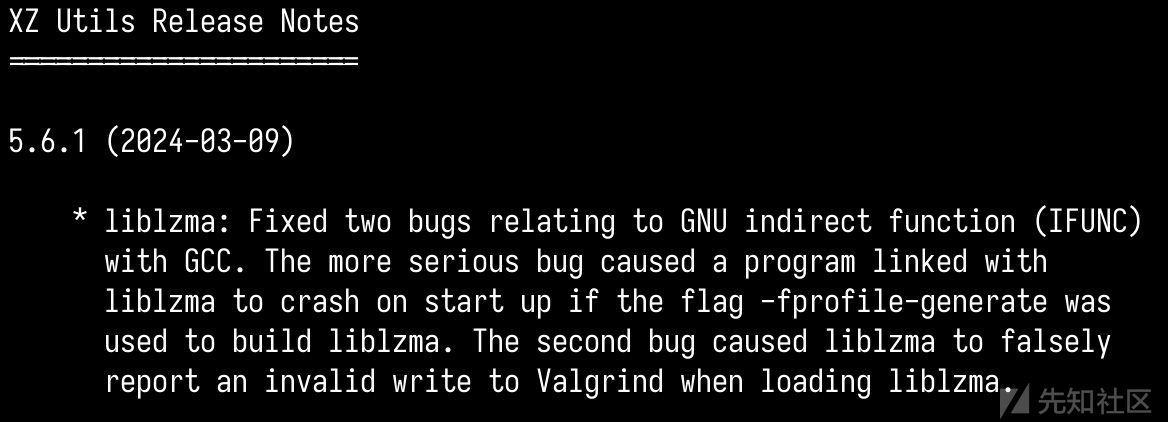 XZ Utils Release Notes
======================
5.6.1 (2024-03-09)
* liblzma: Fixed two bugs relating to GNU indirect function (IFUNC)
with GCC. The more serious bug caused a program linked with
liblzma to crash on start up if the flag -fprofile-generate was
used to build liblzma. The second bug caused liblzma to falsely
report an invalid write to Valgrind when loading liblzma.
先知社区